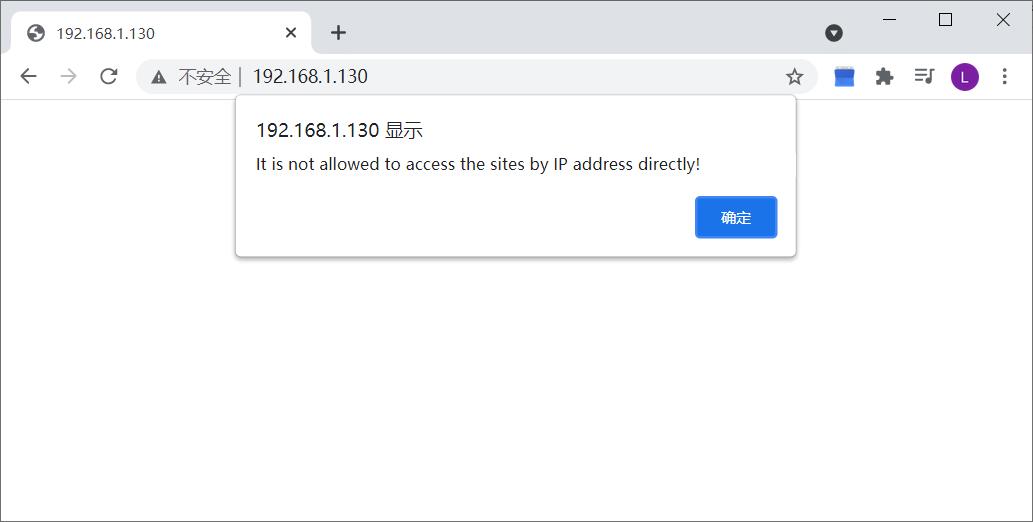 192.168.1.130
不安全 | 192.168.1.130
L
192.168.1.130 显示
It is not allowed to access the sites by IP address directly!
确定